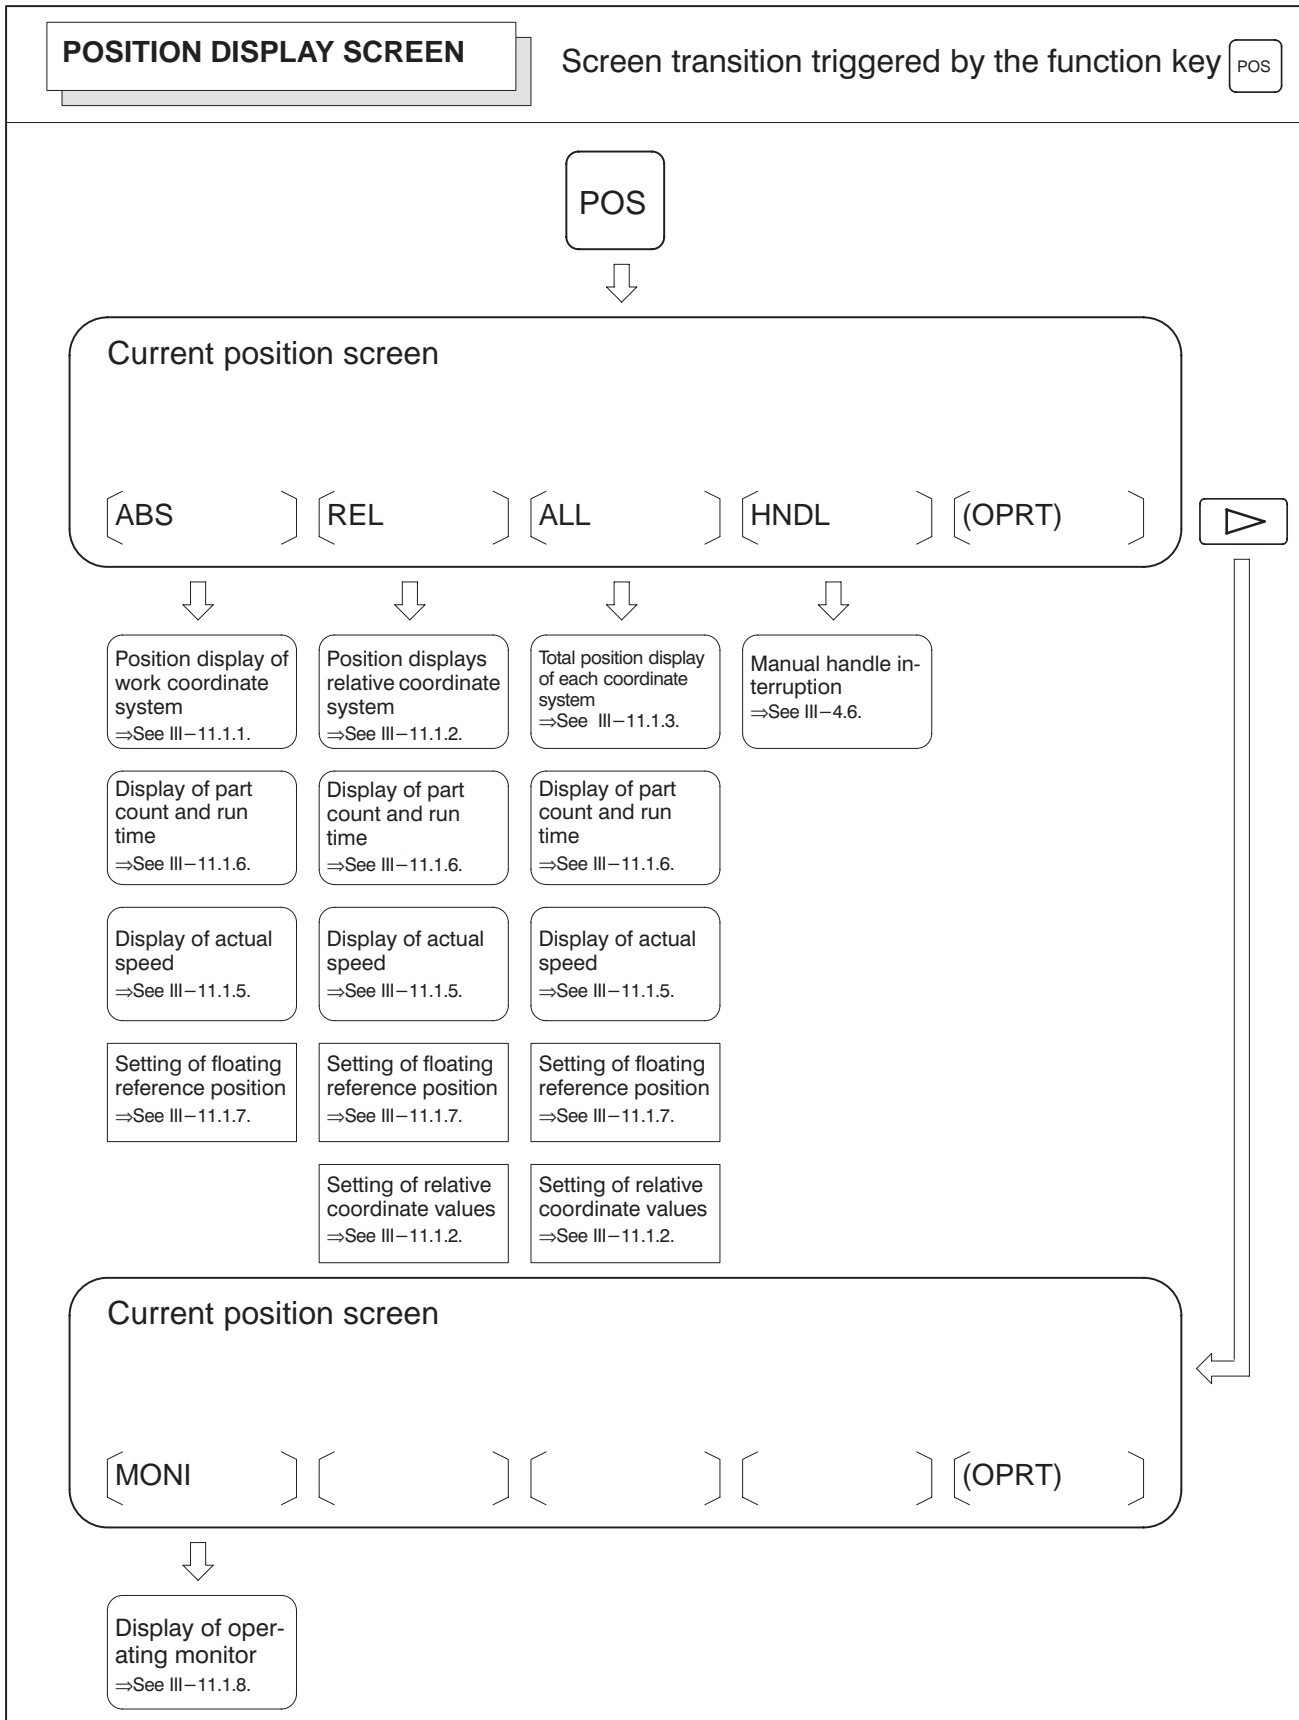 POSITION DISPLAY SCREEN
Screen transition triggered by the function key POS
POS
Current position screen
ABS
REL
ALL
HNDL
(OPRT)
Position display of
work coordinate
system
⇒See III−11.1.1.
Position displays
relative coordinate
system
⇒See III−11.1.2.
Total position display
of each coordinate
system
⇒See III−11.1.3.
Manual handle in-
terruption
⇒See III−4.6.
Display of part
count and run
time
⇒See III−11.1.6.
Display of part
count and run
time
⇒See III−11.1.6.
Display of part
count and run
time
⇒See III−11.1.6.
Display of actual
speed
⇒See III−11.1.5.
Display of actual
speed
⇒See III−11.1.5.
Display of actual
speed
⇒See III−11.1.5.
Setting of floating
reference position
⇒See III−11.1.7.
Setting of floating
reference position
⇒See III−11.1.7.
Setting of floating
reference position
⇒See III−11.1.7.
Setting of relative
coordinate values
⇒See III−11.1.2.
Setting of relative
coordinate values
⇒See III−11.1.2.
Current position screen
MONI
(OPRT)
Display of oper-
ating monitor
⇒See III−11.1.8.